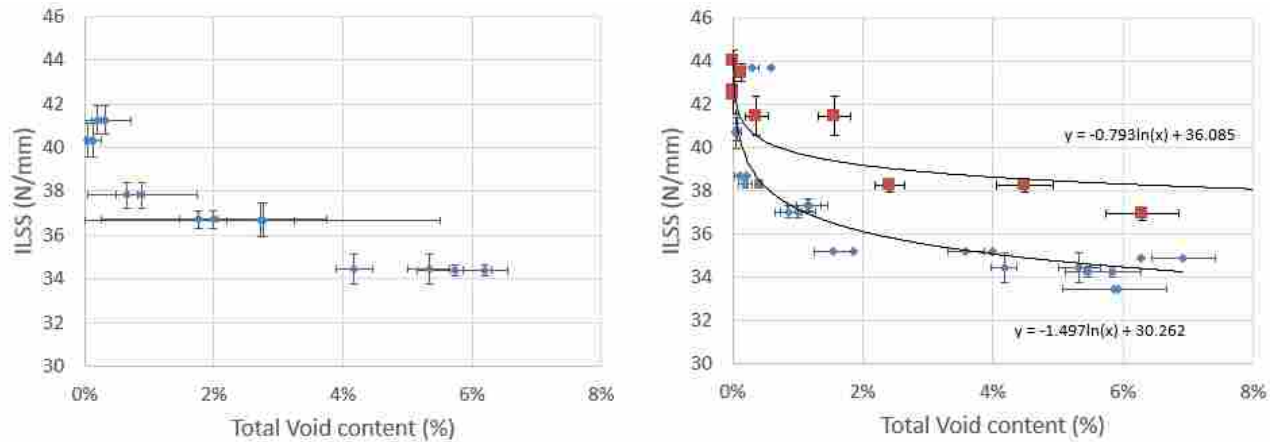 46
44
42
40
38
36
34
32
30
ILSS (N/mm)
0% 2% 4% 6% 8%
Total Void content (%)
46
44
42
40
38
36
34
32
30
ILSS (N/mm)
y = -0.793ln(x) + 36.085
y = -1.497ln(x) + 30.262
0% 2% 4% 6% 8%
Total Void content (%)